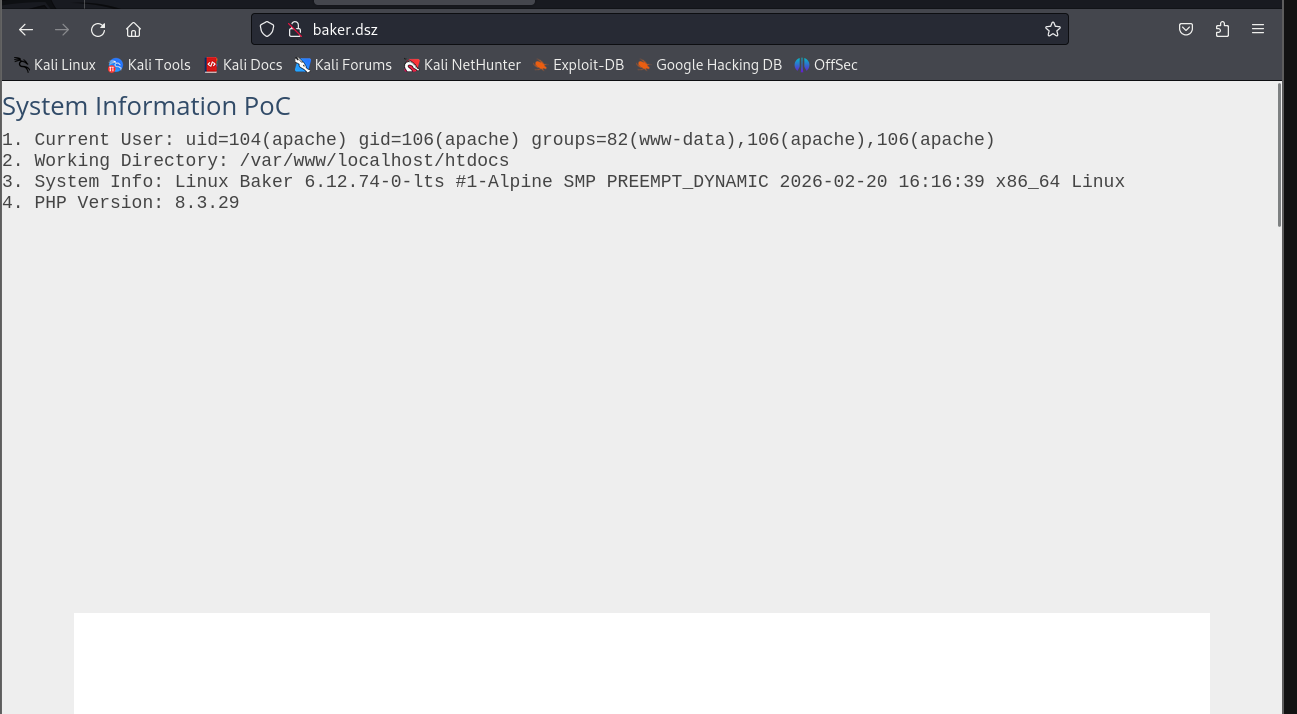 baker.dsz
Kali Linux Kali Tools Kali Docs Kali Forums Kali NetHunter Exploit-DB Google Hacking DB OffSec
System Information PoC
1. Current User: uid=104(apache) gid=106(apache) groups=82(www-data),106(apache),106(apache)
2. Working Directory: /var/www/localhost/htdocs
3. System Info: Linux Baker 6.12.74-0-lts #1-Alpine SMP PREEMPT_DYNAMIC 2026-02-20 16:16:39 x86_64 Linux
4. PHP Version: 8.3.29